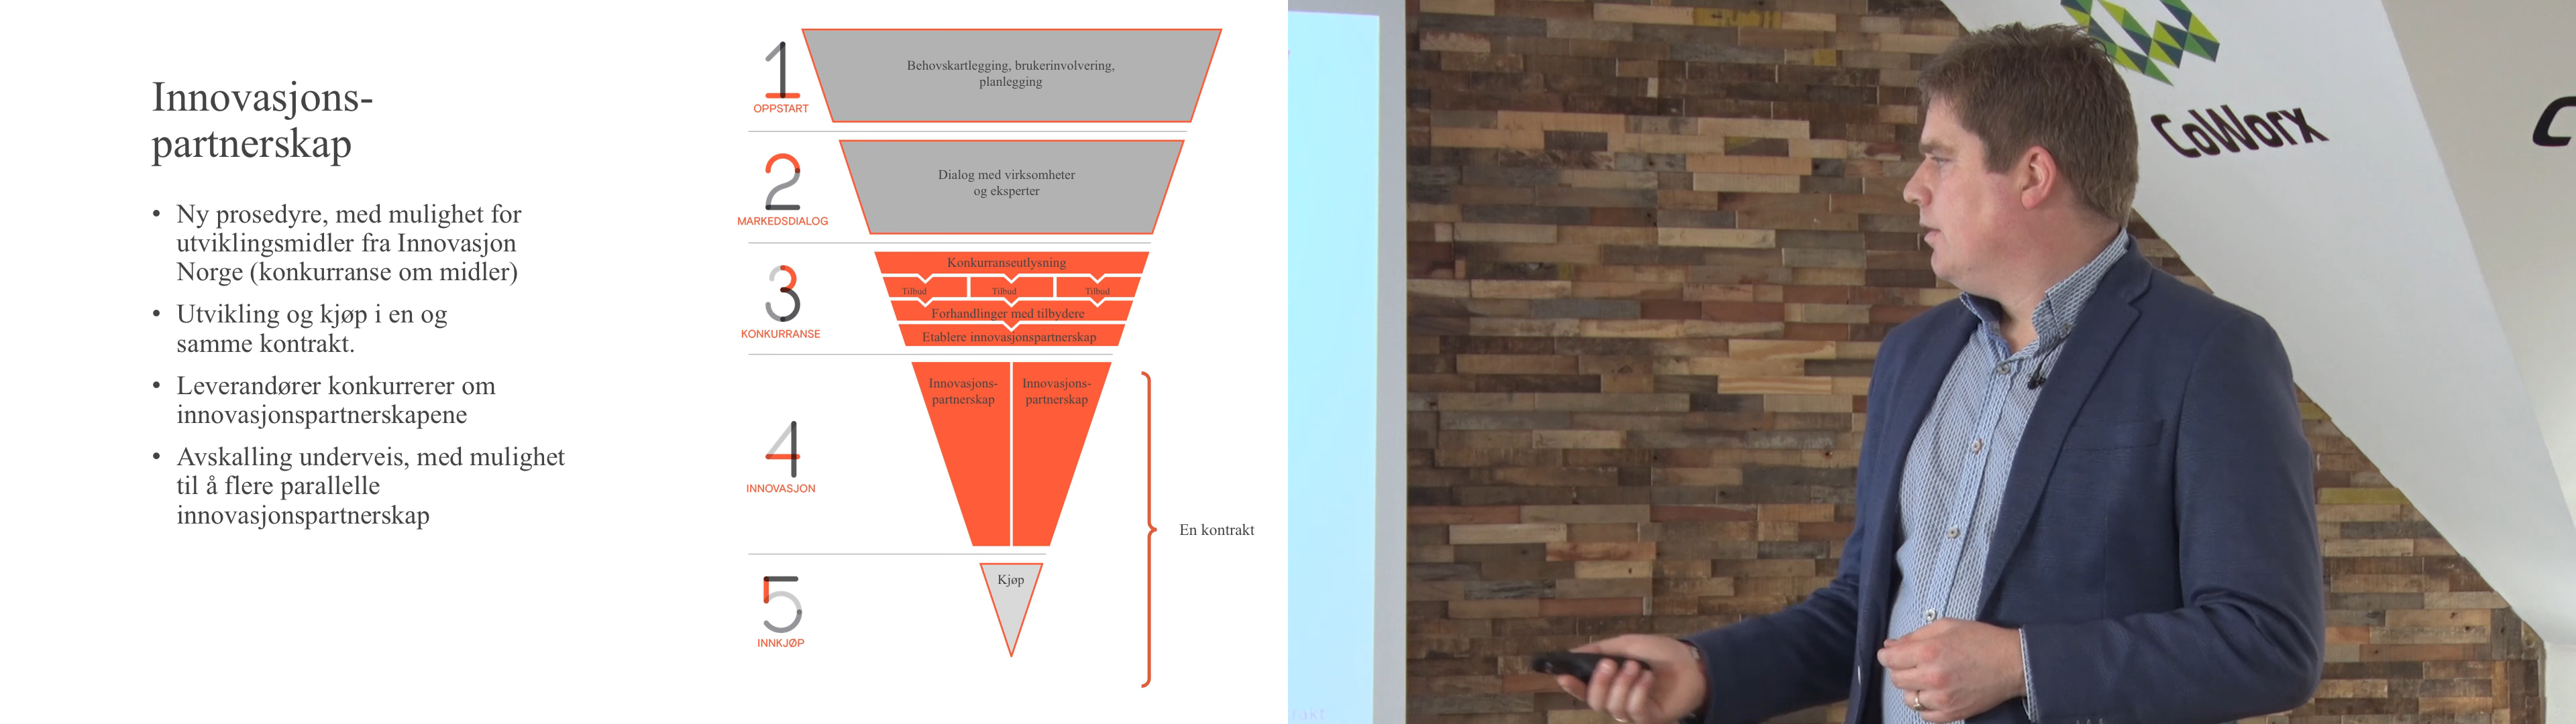 Innovasjons-
partnerskap
• Ny prosedyre, med mulighet for
utviklingsmidler fra Innovasjon
Norge (konkurranse om midler)
• Utvikling og kjøp i en og
samme kontrakt.
• Leverandører konkurrerer om
innovasjonspartnerskapene
• Avskalling underveis, med mulighet
til å flere parallelle
innovasjonspartnerskap
1
OPPSTART
Behovskartlegging, brukerinvolvering,
planlegging
2
MARKEDSDIALOG
Dialog med virksomheter
og eksperter
3
KONKURRANSE
Konkurranseutlysning
Tilbud Tilbud Tilbud
Forhandlinger med tilbydere
Etablere innovasjonspartnerskap
4
INNOVASJON
Innovasjons- Innovasjons-
partnerskap partnerskap
En kontrakt
5
INNKJØP
Kjøp
CoWorx
C